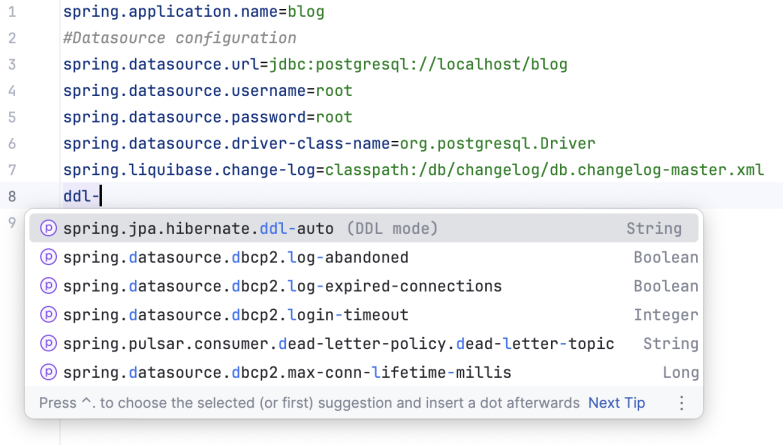 1 spring.application.name=blog
2 #Datasource configuration
3 spring.datasource.url=jdbc:postgresql://localhost/blog
4 spring.datasource.username=root
5 spring.datasource.password=root
6 spring.datasource.driver-class-name=org.postgresql.Driver
7 spring.liquibase.change-log=classpath:/db/changelog/db.changelog-master.xml
8 ddl-
9
p spring.jpa.hibernate.ddl-auto (DDL mode) String
p spring.datasource.dbcp2.log-abandoned Boolean
p spring.datasource.dbcp2.log-expired-connections Boolean
p spring.datasource.dbcp2.login-timeout Integer
p spring.pulsar.consumer.dead-letter-policy.dead-letter-topic String
p spring.datasource.dbcp2.max-conn-lifetime-millis Long
Press ^. to choose the selected (or first) suggestion and insert a dot afterwards Next Tip